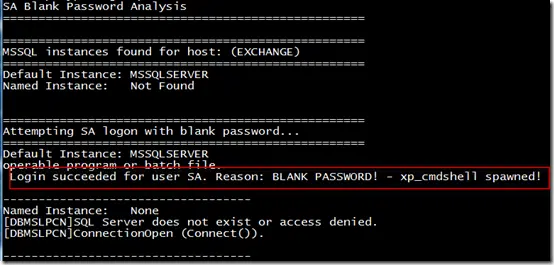 SA Blank Password Analysis
==================================================
==================================================
MSSQL instances found for host: (EXCHANGE)
==================================================
Default Instance: MSSQLSERVER
Named Instance: Not Found
==================================================
Attempting SA logon with blank password...
==================================================
Default Instance: MSSQLSERVER
operable program or batch file.
Login succeeded for user SA. Reason: BLANK PASSWORD! - xp_cmdshell spawned!
----------------------------------
Named Instance: None
[DBMSLPCN]SQL Server does not exist or access denied.
[DBMSLPCN]ConnectionOpen (Connect()).
----------------------------------